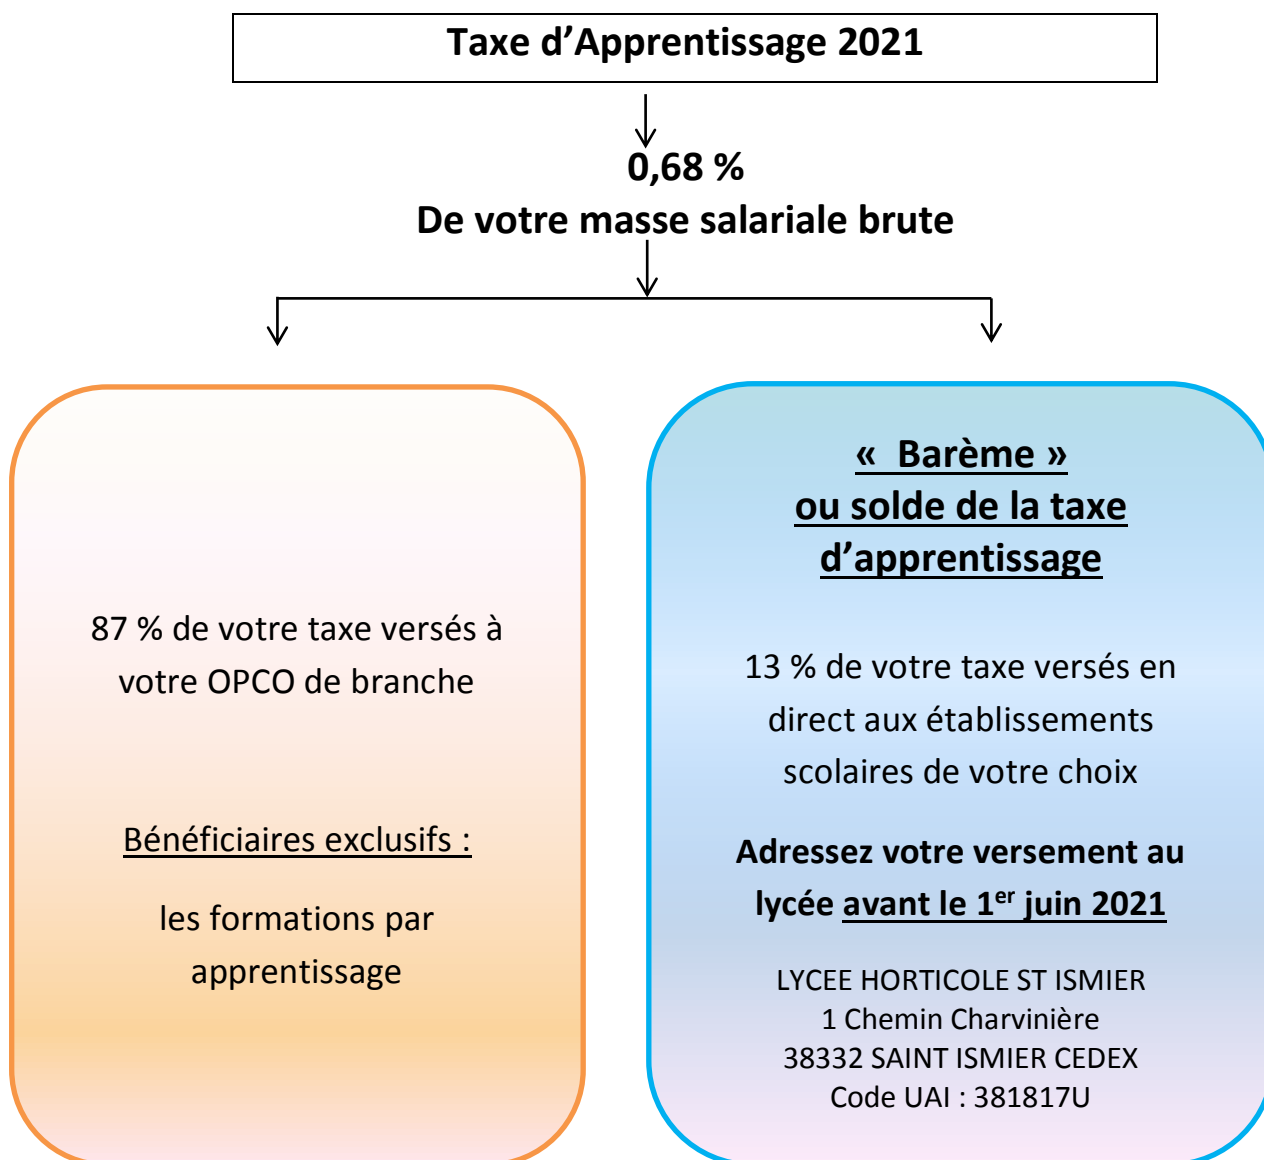 Taxe d’Apprentissage 2021
0,68 %
De votre masse salariale brute
87 % de votre taxe versés à
votre OPCO de branche
Bénéficiaires exclusifs :
les formations par
apprentissage
« Barème »
ou solde de la taxe
d’apprentissage
13 % de votre taxe versés en
direct aux établissements
scolaires de votre choix
Adressez votre versement au
lycée avant le 1er juin 2021
LYCEE HORTICOLE ST ISMIER
1 Chemin Charvinière
38332 SAINT ISMIER CEDEX
Code UAI : 381817U